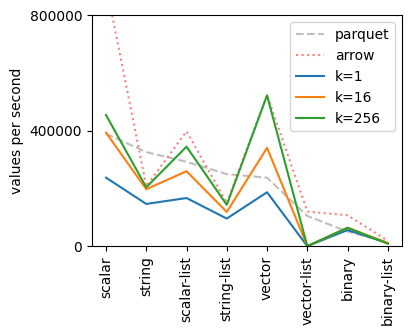 800000
400000
0
values per second
parquet
arrow
k=1
k=16
k=256
scalar
string
scalar-list
string-list
vector
vector-list
binary
binary-list